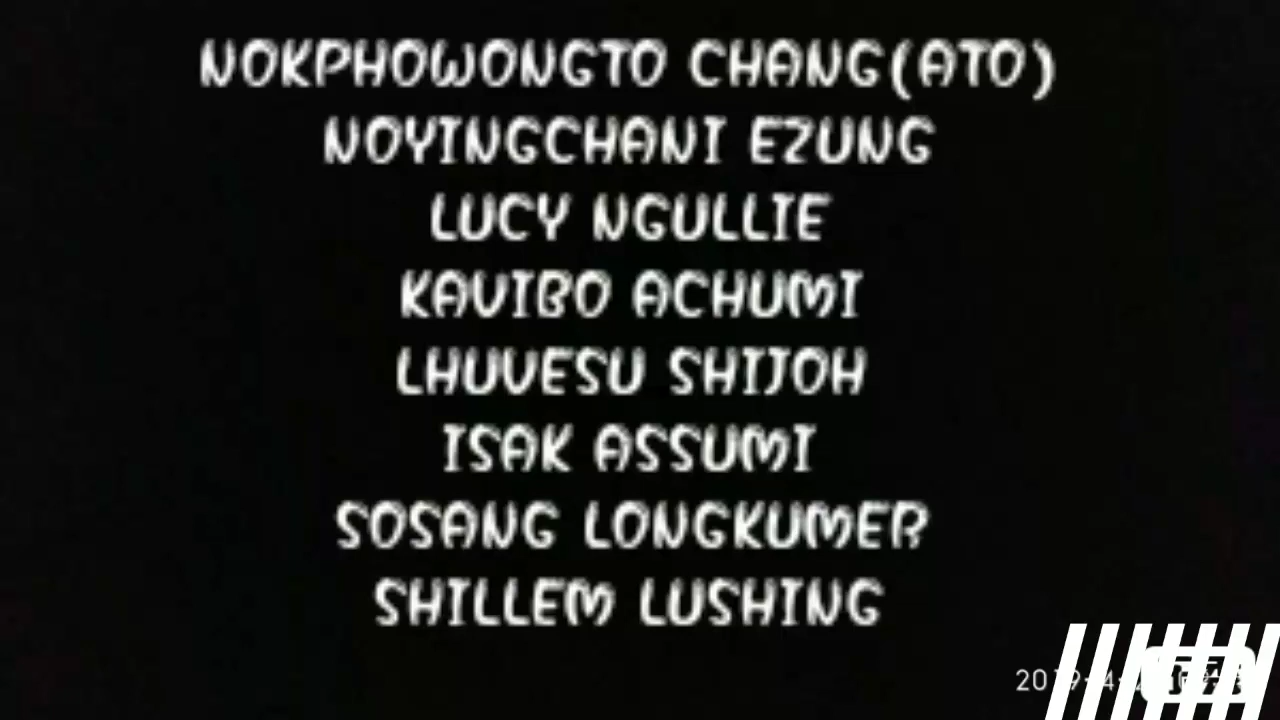 NOKPHOWONGTO CHANG(ATO)
NOYINGCHANI EZUNG
LUCY NGULLIE
KAVIBO ACHUMI
LHUVESU SHIJOH
ISAK ASSUMI
SOSANG LONGKUMER
SHILLEM LUSHING